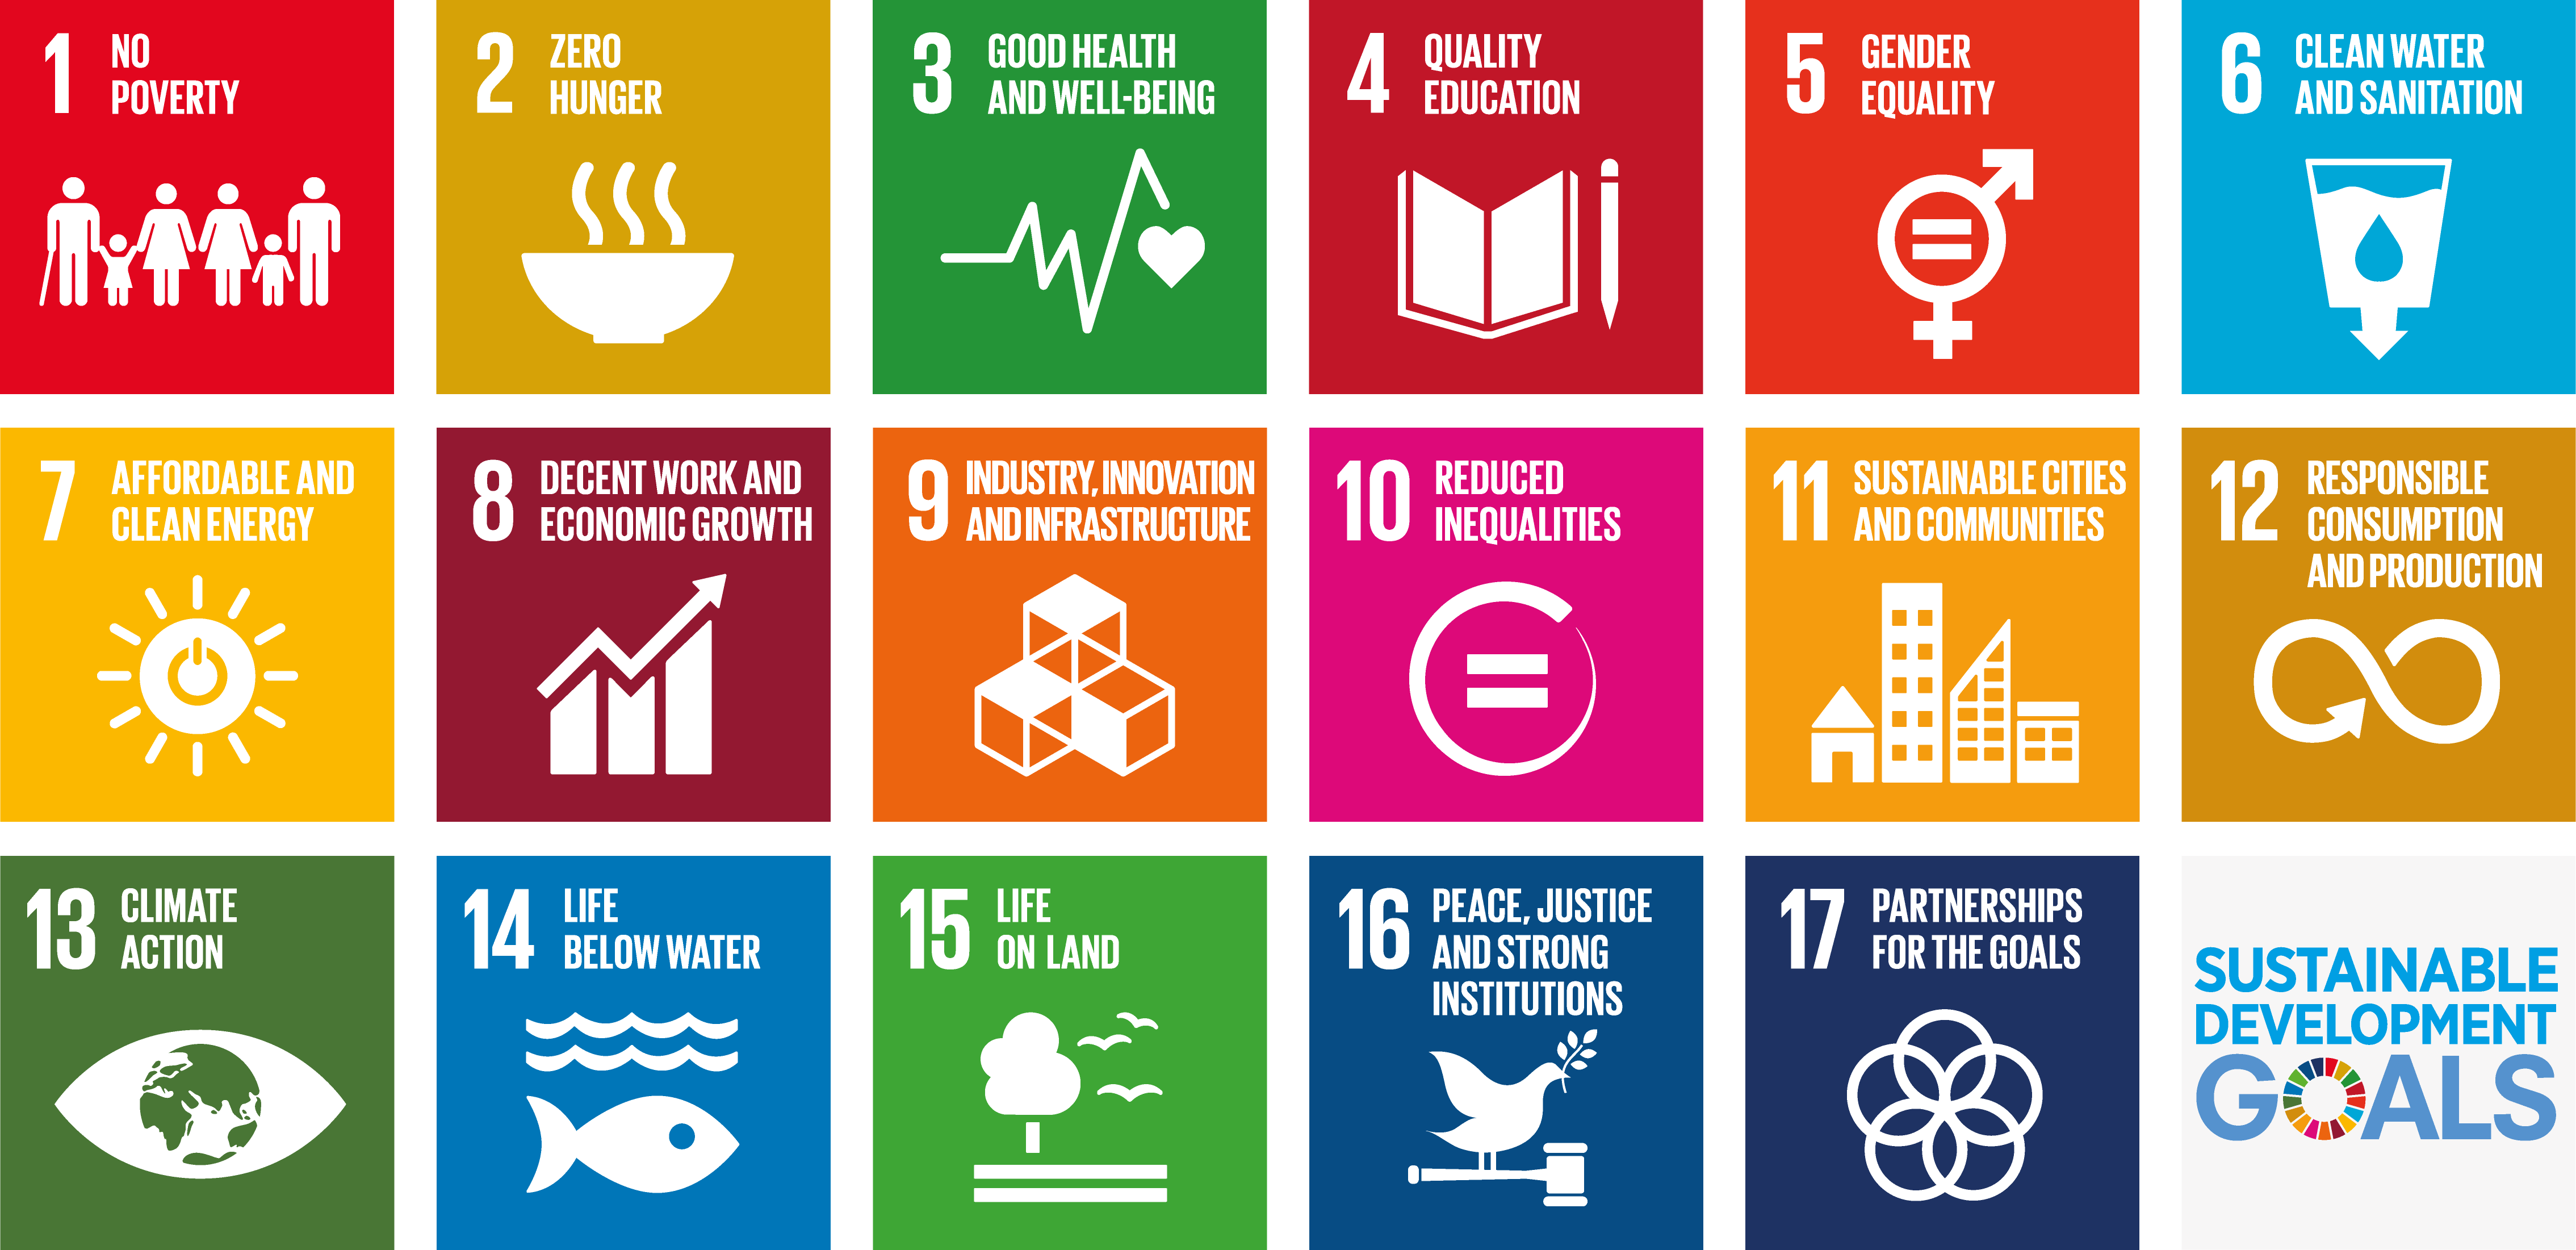 1 NO
POVERTY
2 ZERO
HUNGER
3 GOOD HEALTH
AND WELL-BEING
4 QUALITY
EDUCATION
5 GENDER
EQUALITY
6 CLEAN WATER
AND SANITATION
7 AFFORDABLE AND
CLEAN ENERGY
8 DECENT WORK AND
ECONOMIC GROWTH
9 INDUSTRY, INNOVATION
AND INFRASTRUCTURE
10 REDUCED
INEQUALITIES
11 SUSTAINABLE CITIES
AND COMMUNITIES
12 RESPONSIBLE
CONSUMPTION
AND PRODUCTION
13 CLIMATE
ACTION
14 LIFE
BELOW WATER
15 LIFE
ON LAND
16 PEACE, JUSTICE
AND STRONG
INSTITUTIONS
17 PARTNERSHIPS
FOR THE GOALS
SUSTAINABLE
DEVELOPMENT
GOALS